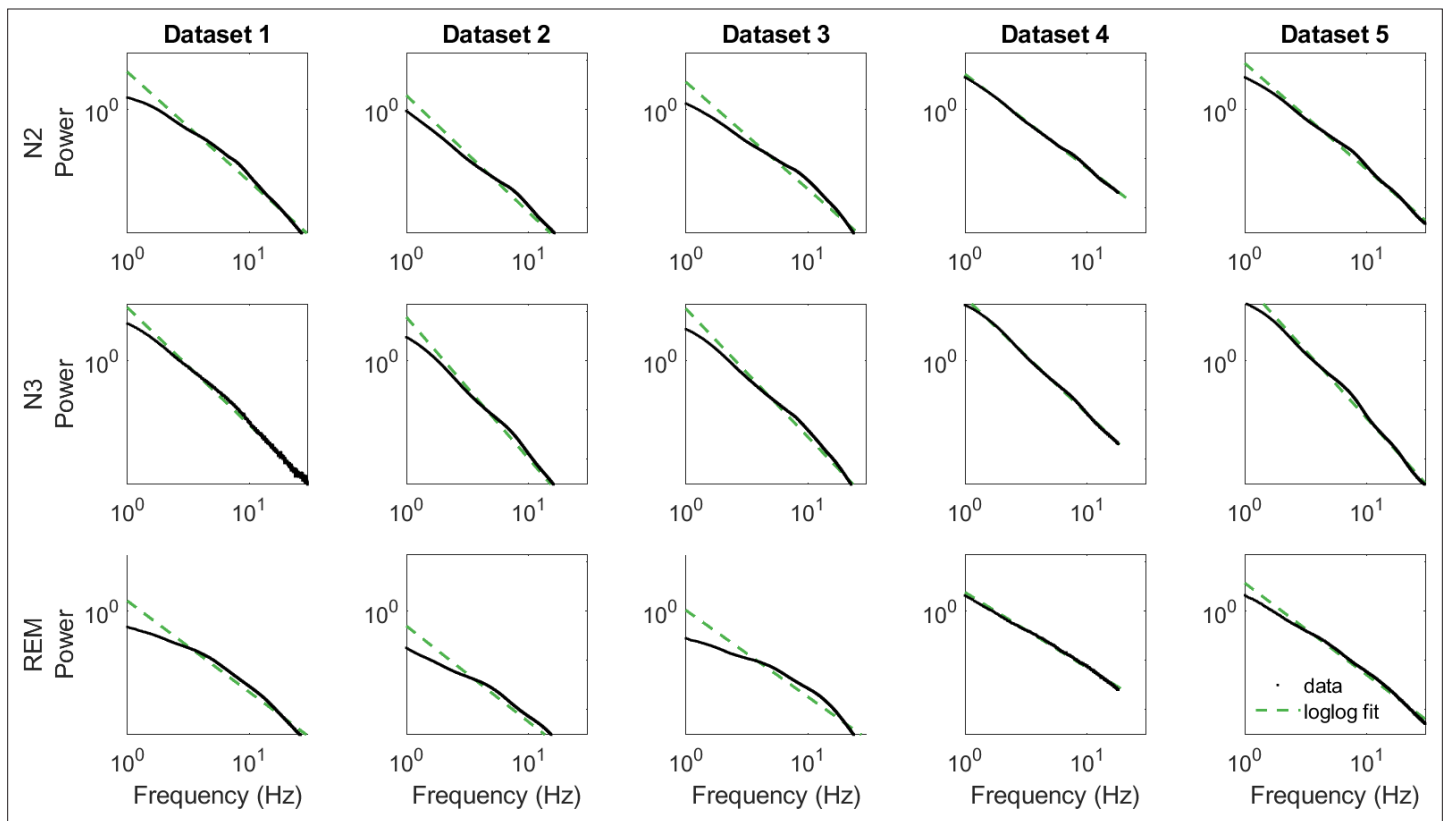 Dataset 1 Dataset 2 Dataset 3 Dataset 4 Dataset 5
N2
Power
10⁰ 10⁰ 10⁰ 10⁰ 10⁰
10⁰ 10¹ 10⁰ 10¹ 10⁰ 10¹ 10⁰ 10¹ 10⁰ 10¹
N3
Power
10⁰ 10⁰ 10⁰ 10⁰ 10⁰
10⁰ 10¹ 10⁰ 10¹ 10⁰ 10¹ 10⁰ 10¹ 10⁰ 10¹
REM
Power
10⁰ 10⁰ 10⁰ 10⁰ 10⁰
data
loglog fit
10⁰ 10¹ 10⁰ 10¹ 10⁰ 10¹ 10⁰ 10¹ 10⁰ 10¹
Frequency (Hz) Frequency (Hz) Frequency (Hz) Frequency (Hz) Frequency (Hz)